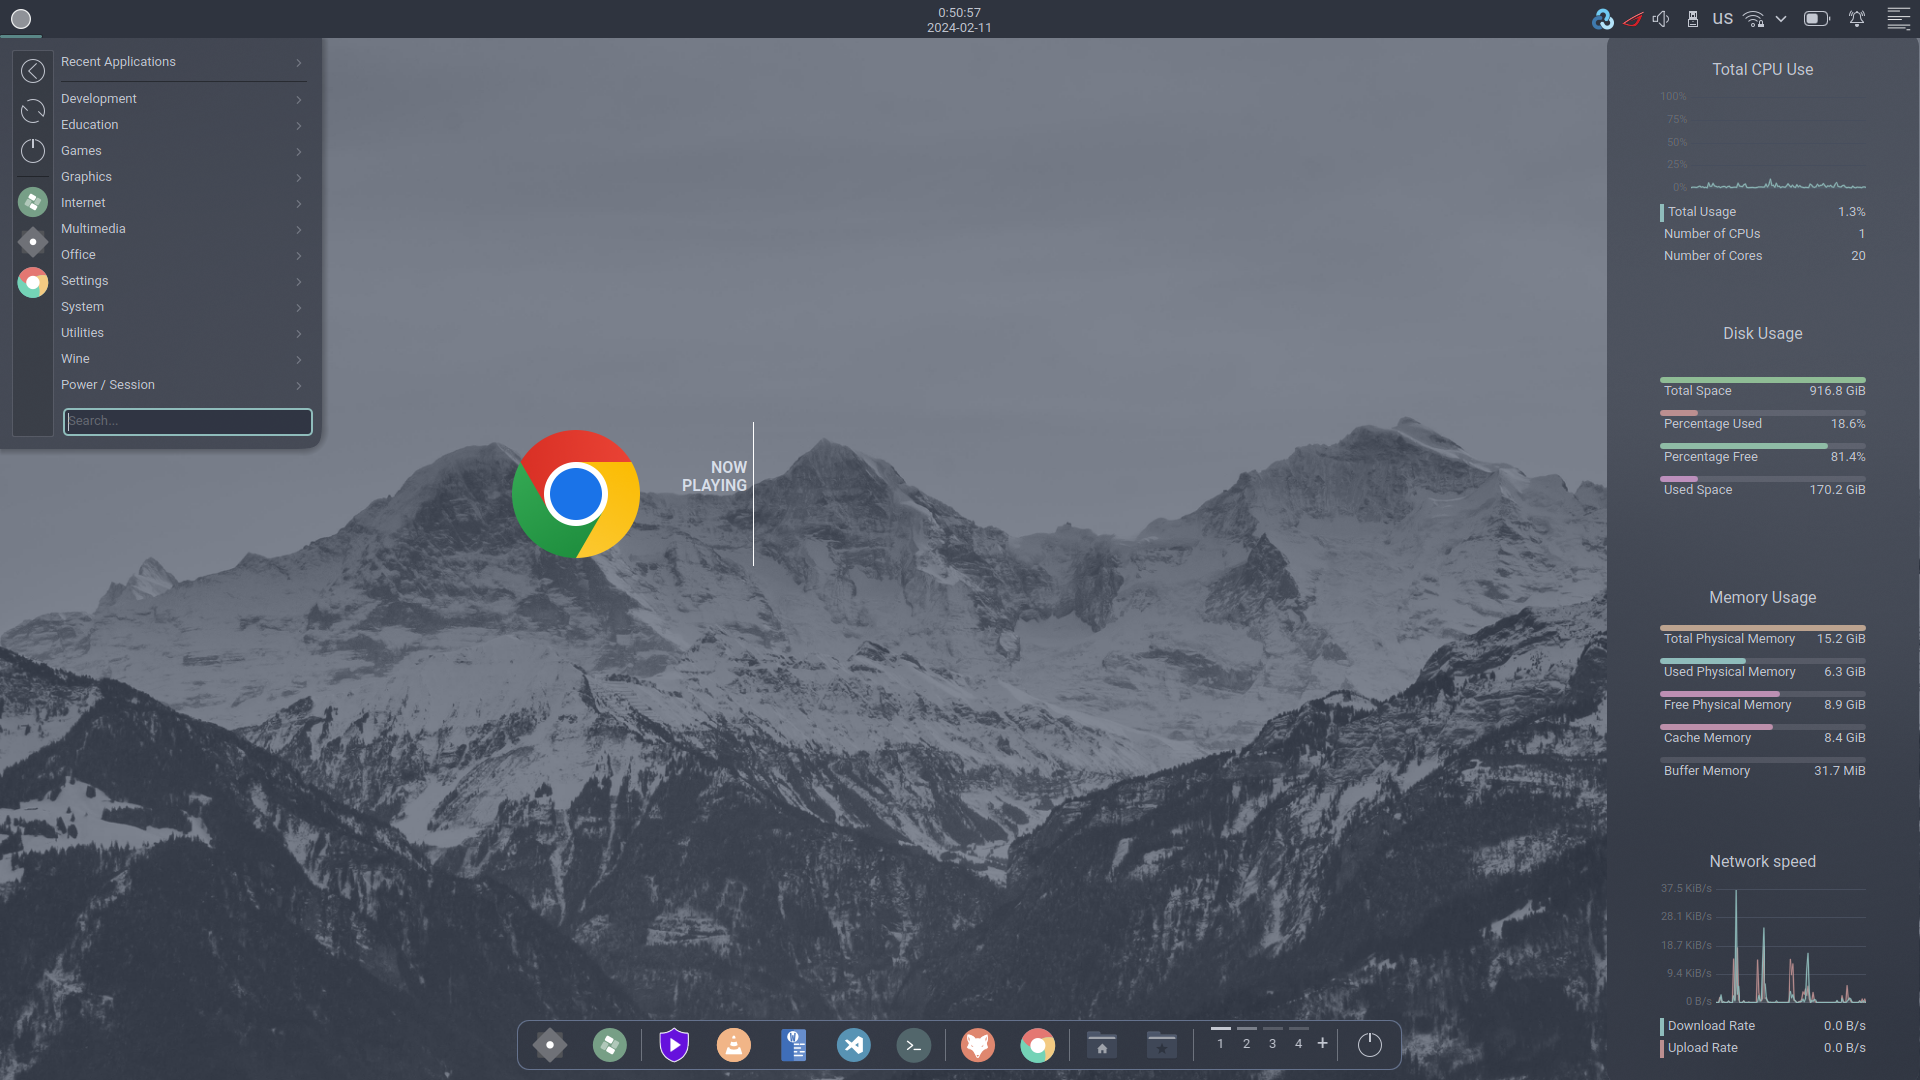 0:50:57
2024-02-11
US
Recent Applications
Development
Education
Games
Graphics
Internet
Multimedia
Office
Settings
System
Utilities
Wine
Power / Session
Search...
NOW
PLAYING
Total CPU Use
100%
75%
50%
25%
0%
Total Usage 1.3%
Number of CPUs 1
Number of Cores 20
Disk Usage
Total Space 916.8 GiB
Percentage Used 18.6%
Percentage Free 81.4%
Used Space 170.2 GiB
Memory Usage
Total Physical Memory 15.2 GiB
Used Physical Memory 6.3 GiB
Free Physical Memory 8.9 GiB
Cache Memory 8.4 GiB
Buffer Memory 31.7 MiB
Network speed
37.5 KiB/s
28.1 KiB/s
18.7 KiB/s
9.4 KiB/s
0 B/s
Download Rate 0.0 B/s
Upload Rate 0.0 B/s
1 2 3 4 +